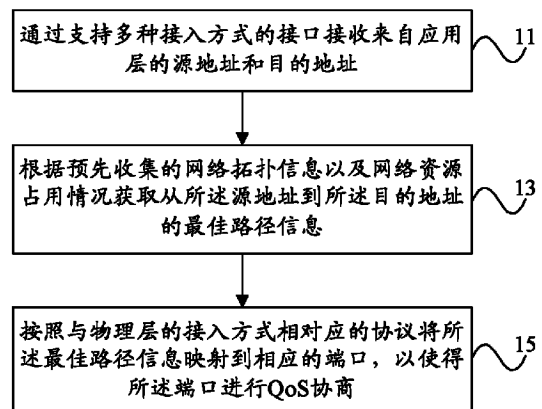 通过支持多种接入方式的接口接收来自应用
层的源地址和目的地址
11
根据预先收集的网络拓扑信息以及网络资源
占用情况获取从所述源地址到所述目的地址
的最佳路径信息
13
按照与物理层的接入方式相对应的协议将所
述最佳路径信息映射到相应的端口，以使得
所述端口进行QoS协商
15